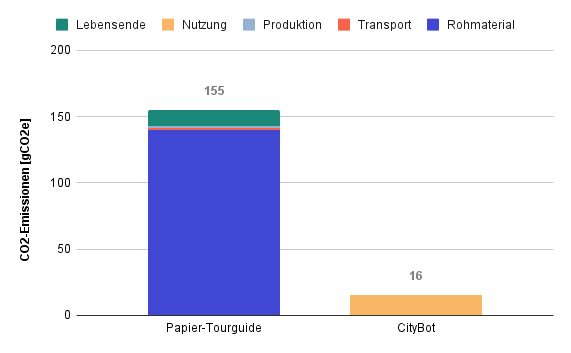 Lebensende Nutzung Produktion Transport Rohmaterial
CO2-Emissionen [gCO2e]
200
155
150
100
50
16
0
Papier-Tourguide CityBot